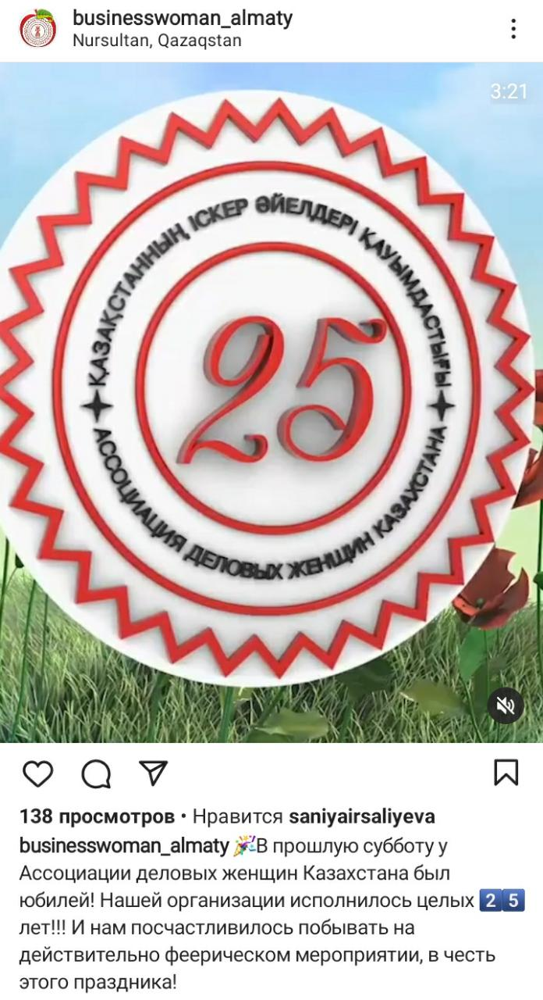 businesswoman_almaty
Nursultan, Qazaqstan
3:21
ҚАЗАҚСТАННЫҢ ІСКЕР ӘЙЕЛДЕРІ ҚАУЫМДАСТЫҒЫ
25
АССОЦИАЦИЯ ДЕЛОВЫХ ЖЕНЩИН КАЗАХСТАНА
138 просмотров • Нравится saniyairsaliyeva
businesswoman_almaty 🎉В прошлую субботу у
Ассоциации деловых женщин Казахстана был
юбилей! Нашей организации исполнилось целых 2️⃣5️⃣
лет!!! И нам посчастливилось побывать на
действительно феерическом мероприятии, в честь
этого праздника!